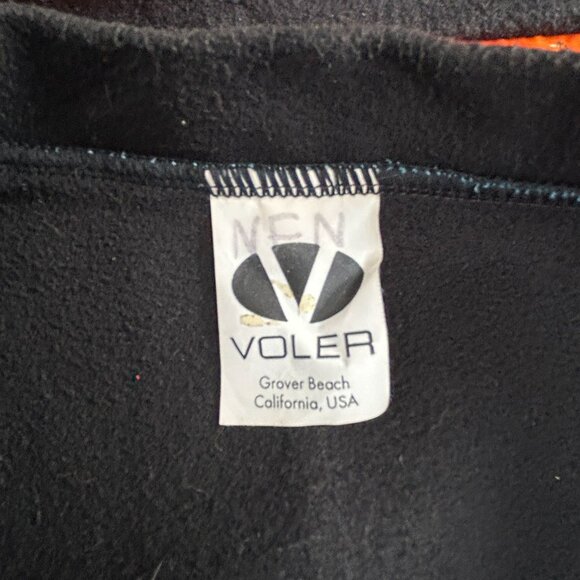 MEN
VOLER
Grover Beach
California, USA